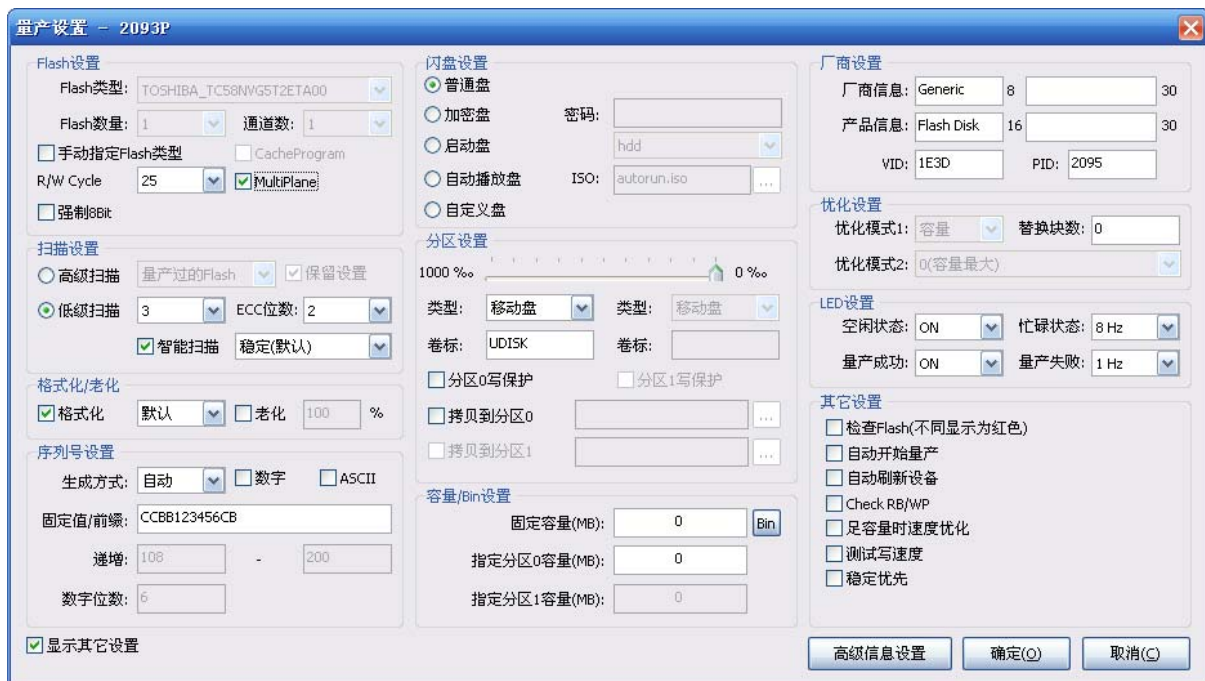 量产设置 - 2093P
Flash设置
Flash类型: TOSHIBA_TC58NVG5T2ETA00
Flash数量: 1 通道数: 1
手动指定Flash类型 CacheProgram
R/W Cycle 25 MultiPlane
强制8Bit
扫描设置
高级扫描 量产过的Flash 保留设置
低级扫描 3 ECC位数: 2
智能扫描 稳定(默认)
格式化/老化
格式化 默认 老化 100 %
序列号设置
生成方式: 自动 数字 ASCII
固定值/前缀: CCBB123456CB
递增: 108 - 200
数字位数: 6
显示其它设置
闪盘设置
普通盘
加密盘 密码:
启动盘 hdd
自动播放盘 ISO: autorun.iso ...
自定义盘
分区设置
1000 ‰ 0 ‰
类型: 移动盘 类型: 移动盘
卷标: UDISK 卷标:
分区0写保护 分区1写保护
拷贝到分区0 ...
拷贝到分区1 ...
容量/Bin设置
固定容量(MB): 0 Bin
指定分区0容量(MB): 0
指定分区1容量(MB): 0
厂商设置
厂商信息: Generic 8 30
产品信息: Flash Disk 16 30
VID: 1E3D PID: 2095
优化设置
优化模式1: 容量 替换块数: 0
优化模式2: 0(容量最大)
LED设置
空闲状态: ON 忙碌状态: 8 Hz
量产成功: ON 量产失败: 1 Hz
其它设置
检查Flash(不同显示为红色)
自动开始量产
自动刷新设备
Check RB/WP
足容量时速度优化
测试写速度
稳定优先
高级信息设置 确定(O) 取消(C)